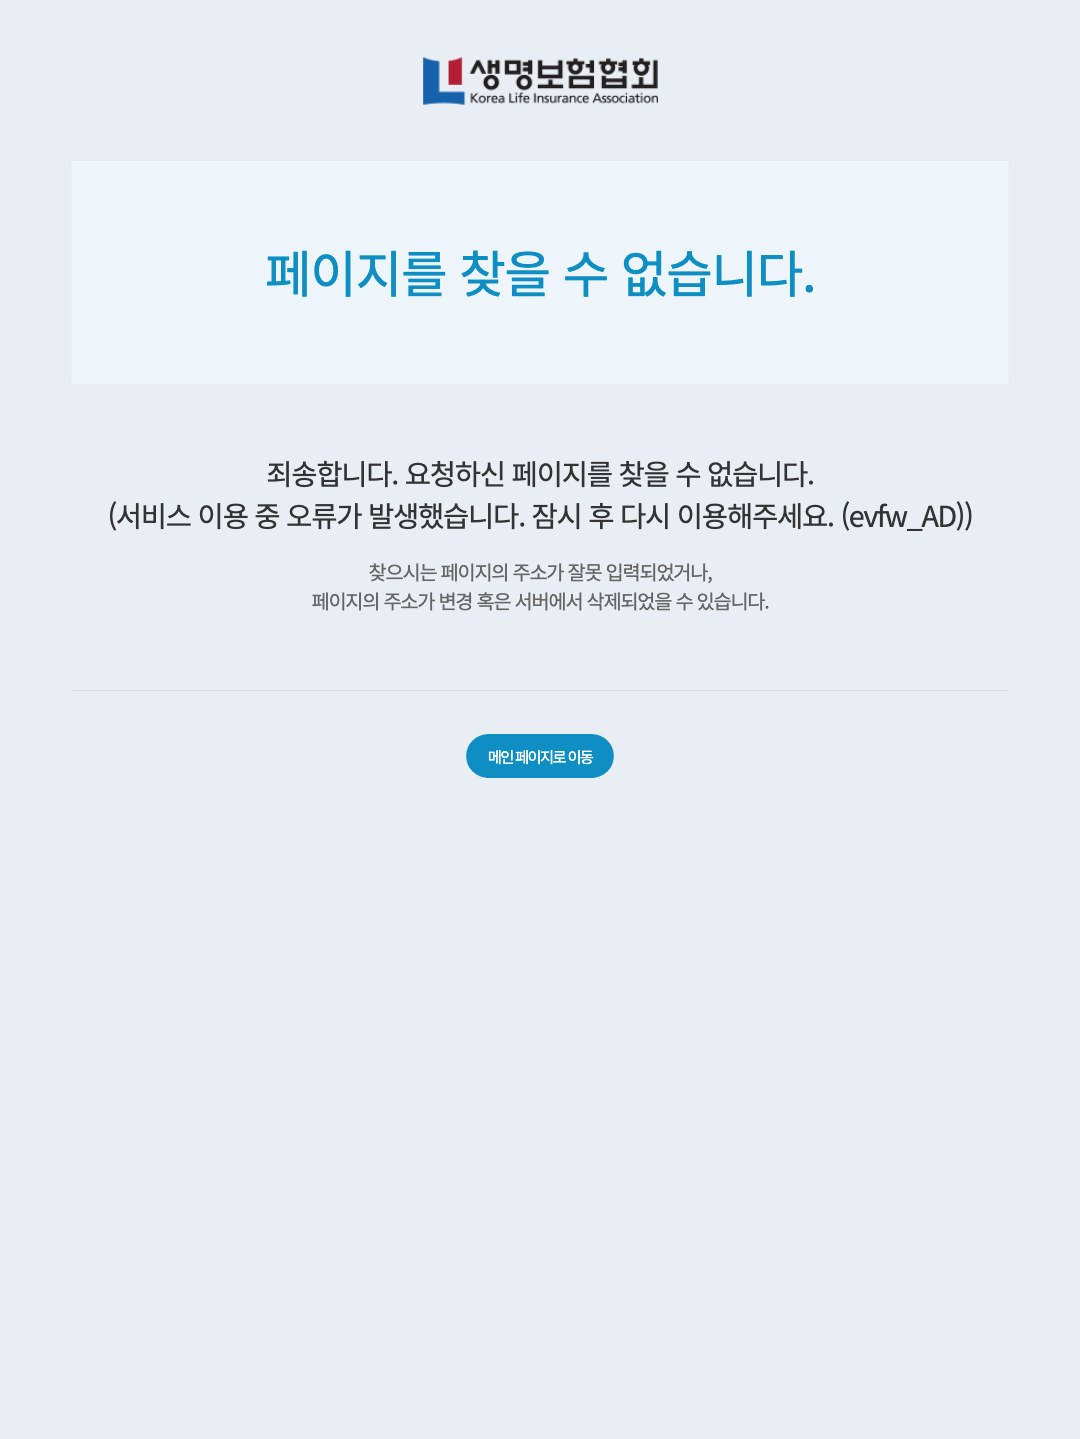 생명보험협회
Korea Life Insurance Association
페이지를 찾을 수 없습니다.
죄송합니다. 요청하신 페이지를 찾을 수 없습니다.
(서비스 이용 중 오류가 발생했습니다. 잠시 후 다시 이용해주세요. (evfw_AD))
찾으시는 페이지의 주소가 잘못 입력되었거나,
페이지의 주소가 변경 혹은 서버에서 삭제되었을 수 있습니다.
메인 페이지로 이동